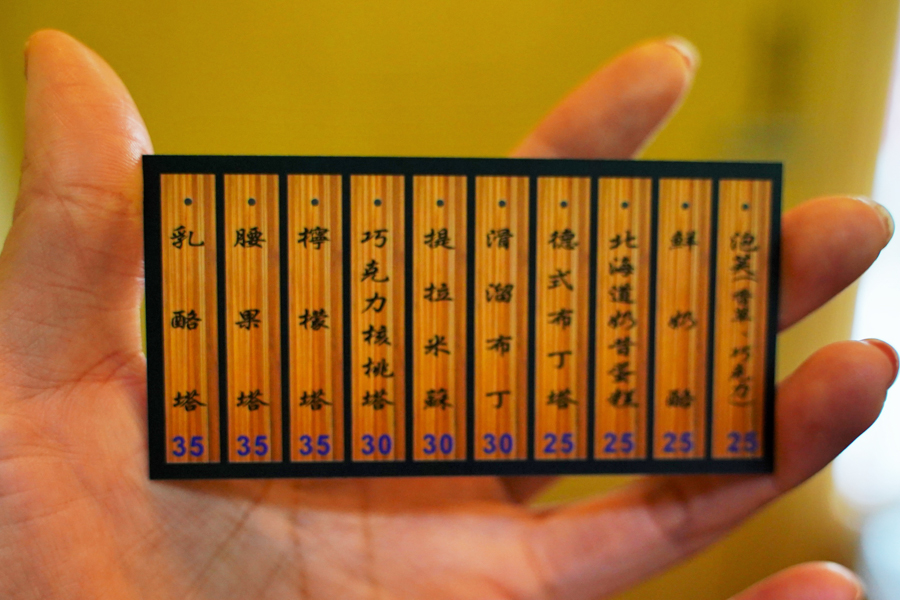 泡芙(香草、巧克力) 25
鮮奶酪 25
北海道奶昔蛋糕 25
德式布丁塔 25
滑溜布丁 30
提拉米蘇 30
巧克力核桃塔 30
檸檬塔 35
腰果塔 35
乳酪塔 35